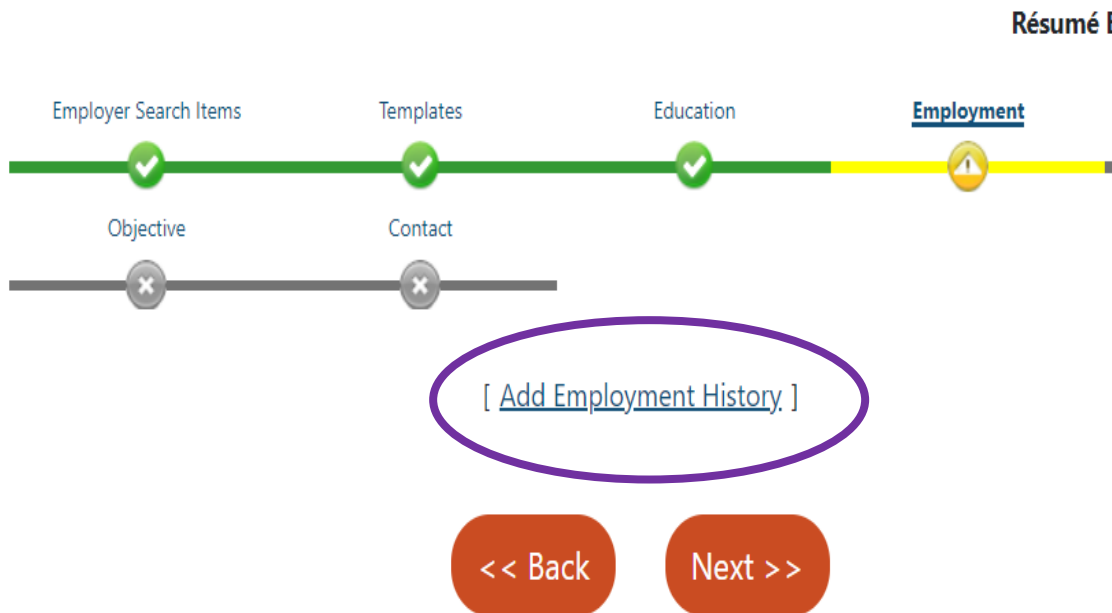 Résumé
Employer Search Items Templates Education Employment
Objective Contact
[ Add Employment History ]
<< Back Next >>